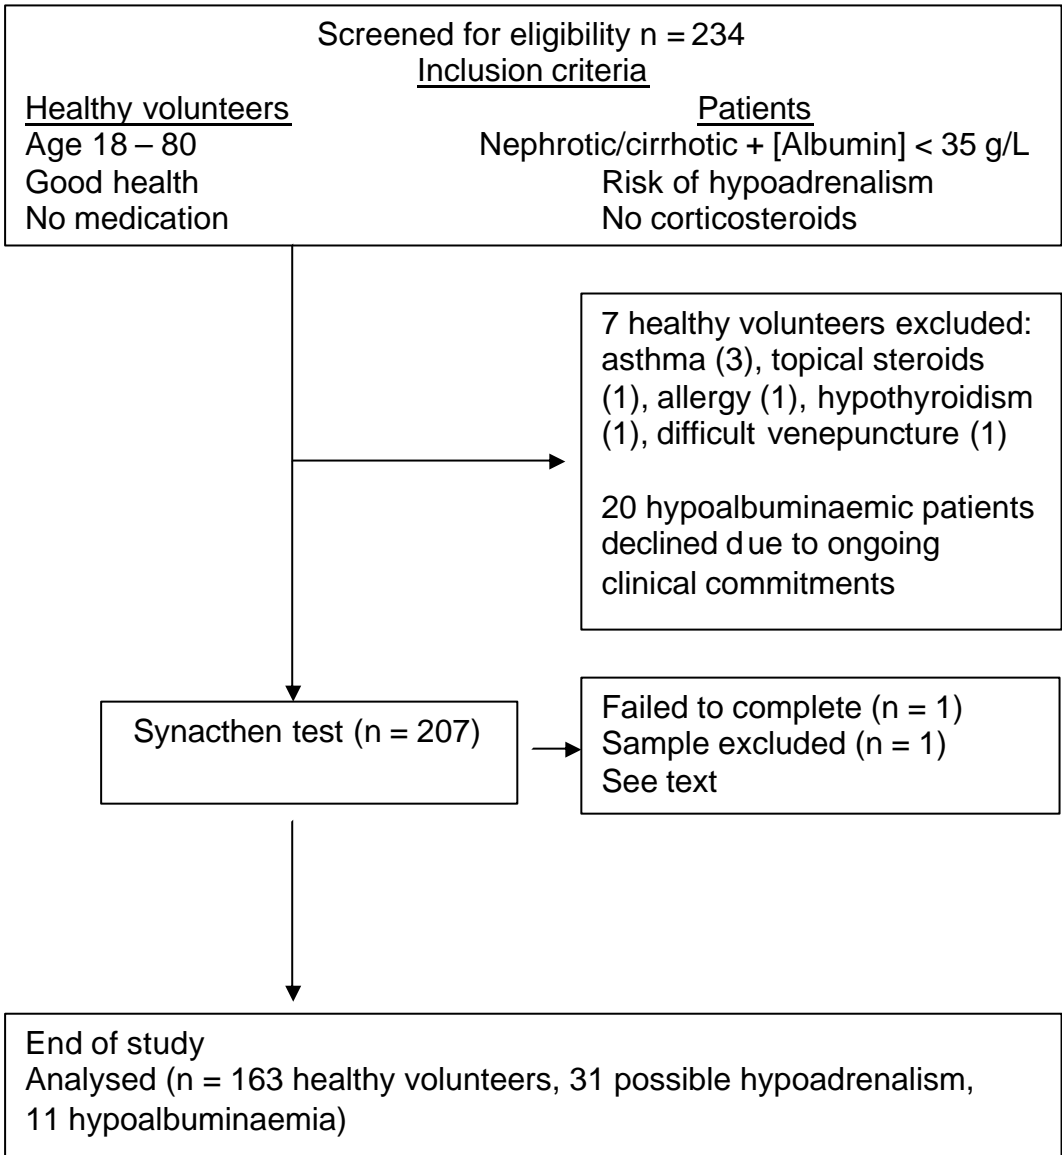 Screened for eligibility n = 234
Inclusion criteria
Healthy volunteers
Age 18 – 80
Good health
No medication
Patients
Nephrotic/cirrhotic + [Albumin] < 35 g/L
Risk of hypoadrenalism
No corticosteroids
7 healthy volunteers excluded:
asthma (3), topical steroids
(1), allergy (1), hypothyroidism
(1), difficult venepuncture (1)
20 hypoalbuminaemic patients
declined due to ongoing
clinical commitments
Synacthen test (n = 207)
Failed to complete (n = 1)
Sample excluded (n = 1)
See text
End of study
Analysed (n = 163 healthy volunteers, 31 possible hypoadrenalism,
11 hypoalbuminaemia)